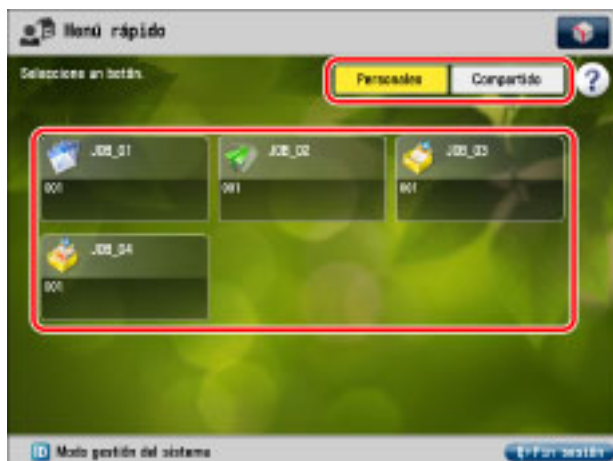 Menú rápido
Seleccione un botón.
Personales Compartido ?
JOB_01 JOB_02 JOB_03
001 001 001
JOB_04
001
ID Modo gestión del sistema Fin sesión